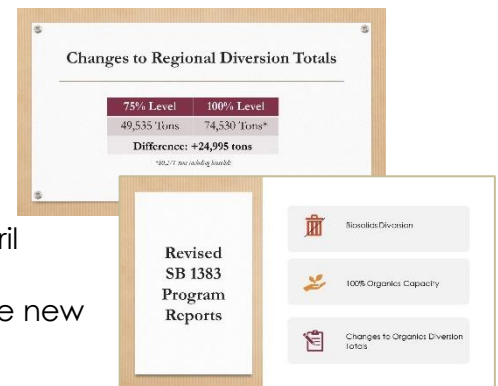 Changes to Regional Diversion Totals
75% Level 100% Level
49,535 Tons 74,530 Tons*
Difference: +24,995 tons
ril
e new
Revised
SB 1383
Program
Reports
Biosolids Diversion
100% Organics Capacity
Changes to Organics Diversion
Totals